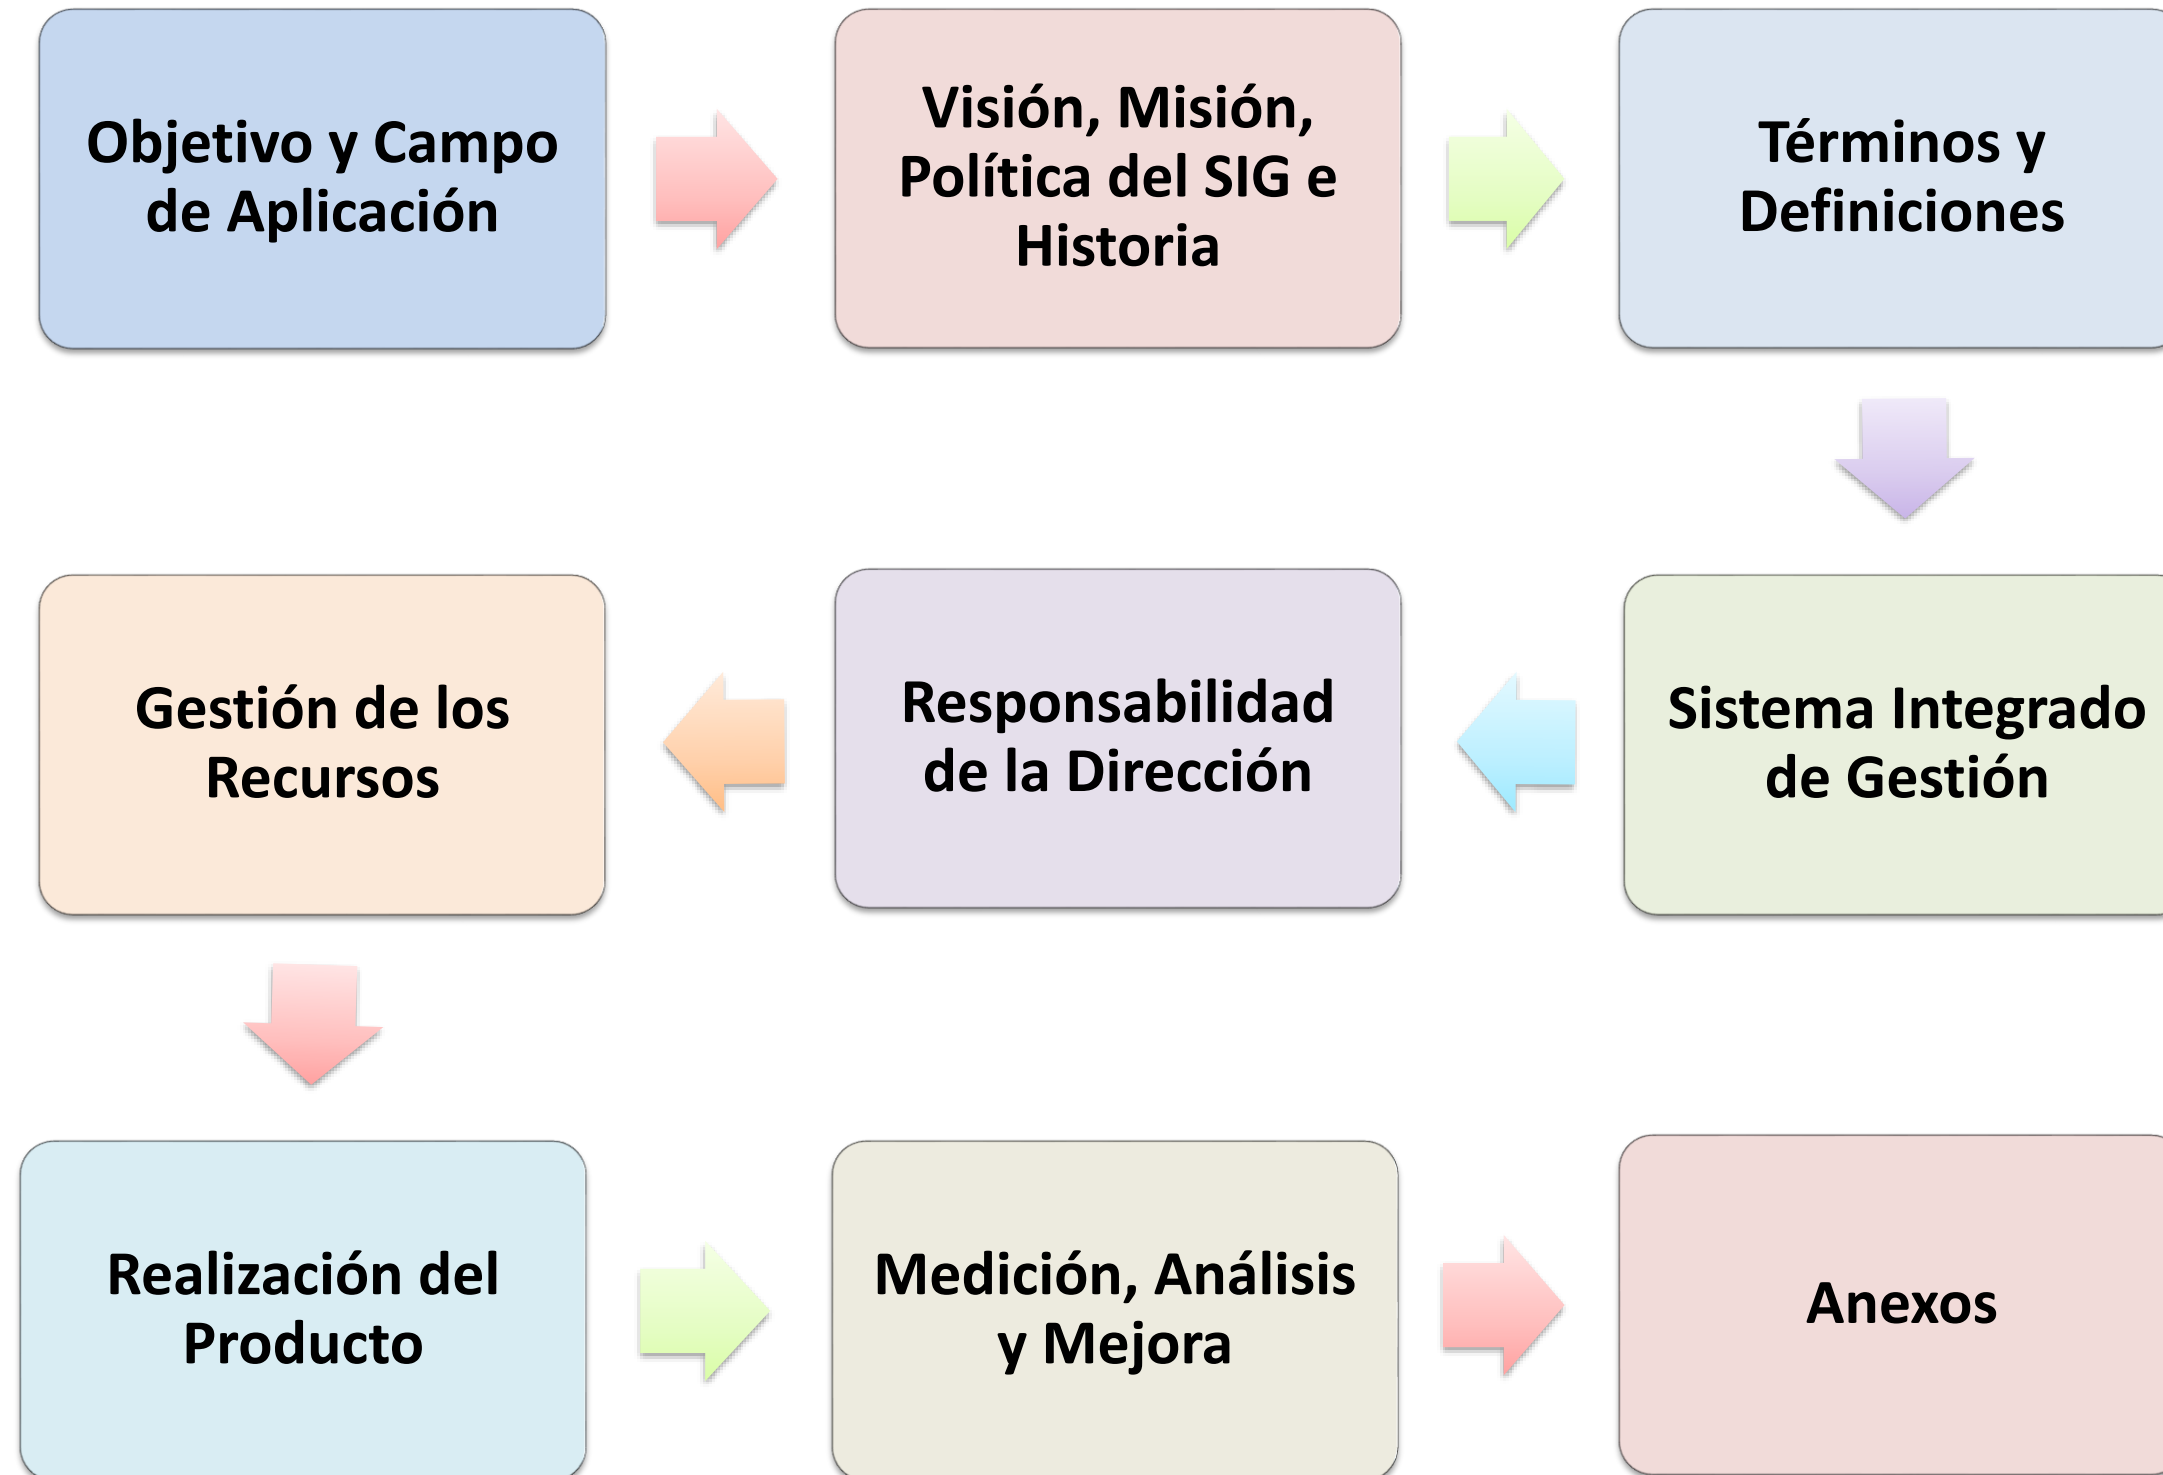 Objetivo y Campo
de Aplicación
Visión, Misión,
Política del SIG e
Historia
Términos y
Definiciones
Sistema Integrado
de Gestión
Responsabilidad
de la Dirección
Gestión de los
Recursos
Realización del
Producto
Medición, Análisis
y Mejora
Anexos